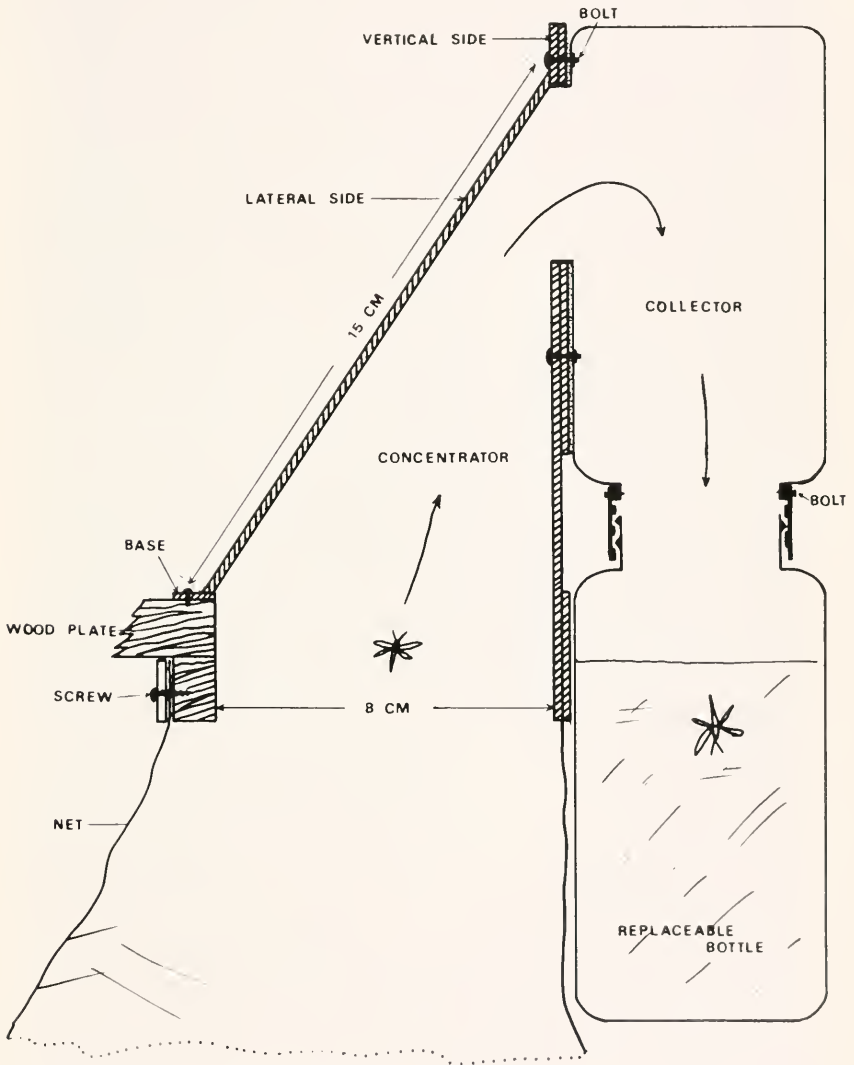 BOLT
VERTICAL SIDE
LATERAL SIDE
15 CM
COLLECTOR
CONCENTRATOR
BOLT
BASE
WOOD PLATE
SCREW
8 CM
NET
REPLACEABLE
BOTTLE